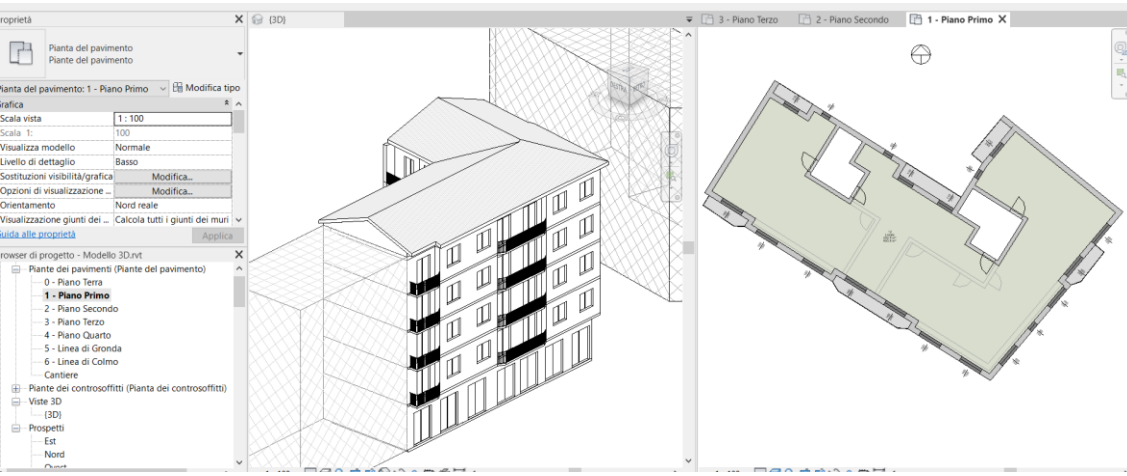 Proprietà
{3D}
3 - Piano Terzo
2 - Piano Secondo
1 - Piano Primo
Pianta del pavimento
Piante del pavimento
Pianta del pavimento: 1 - Piano Primo
Modifica tipo
Grafica
Scala vista 1 : 100
Scala 1: 100
Visualizza modello Normale
Livello di dettaglio Basso
Sostituzioni visibilità/grafica Modifica...
Opzioni di visualizzazione ... Modifica...
Orientamento Nord reale
Visualizzazione giunti dei ... Calcola tutti i giunti dei muri
Guida alle proprietà Applica
Browser di progetto - Modello 3D.rvt
Piante dei pavimenti (Piante del pavimento)
0 - Piano Terra
1 - Piano Primo
2 - Piano Secondo
3 - Piano Terzo
4 - Piano Quarto
5 - Linea di Gronda
6 - Linea di Colmo
Cantiere
Piante dei controsoffitti (Pianta dei controsoffitti)
Viste 3D
{3D}
Prospetti
Est
Nord
Ovest